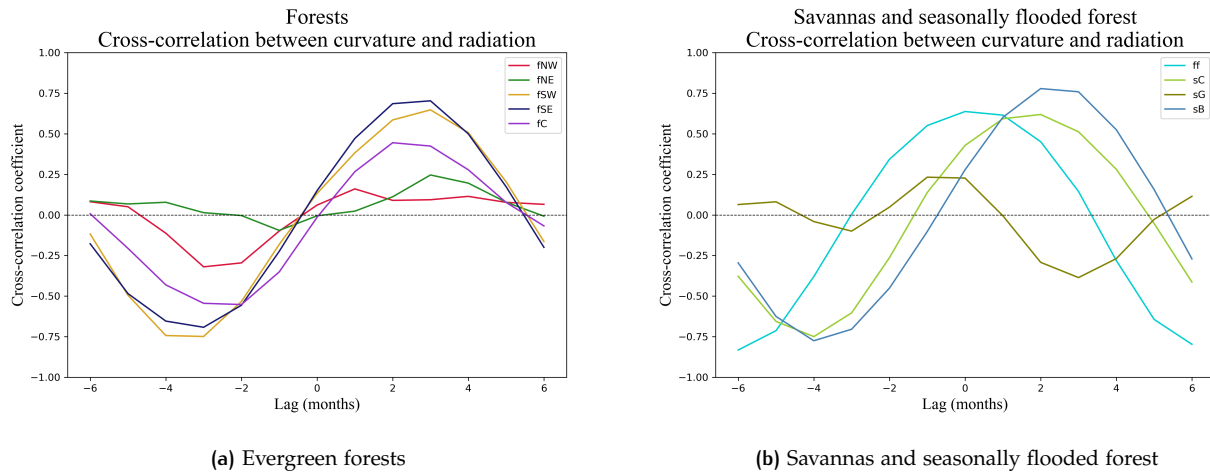 Forests
Cross-correlation between curvature and radiation
1.00
0.75
0.50
0.25
0.00
−0.25
−0.50
−0.75
−1.00
Cross-correlation coefficient
fNW
fNE
fSW
fSE
fC
−6
−4
−2
0
2
4
6
Lag (months)
(a) Evergreen forests
Savannas and seasonally flooded forest
Cross-correlation between curvature and radiation
1.00
0.75
0.50
0.25
0.00
−0.25
−0.50
−0.75
−1.00
Cross-correlation coefficient
ff
sC
sG
sB
−6
−4
−2
0
2
4
6
Lag (months)
(b) Savannas and seasonally flooded forest